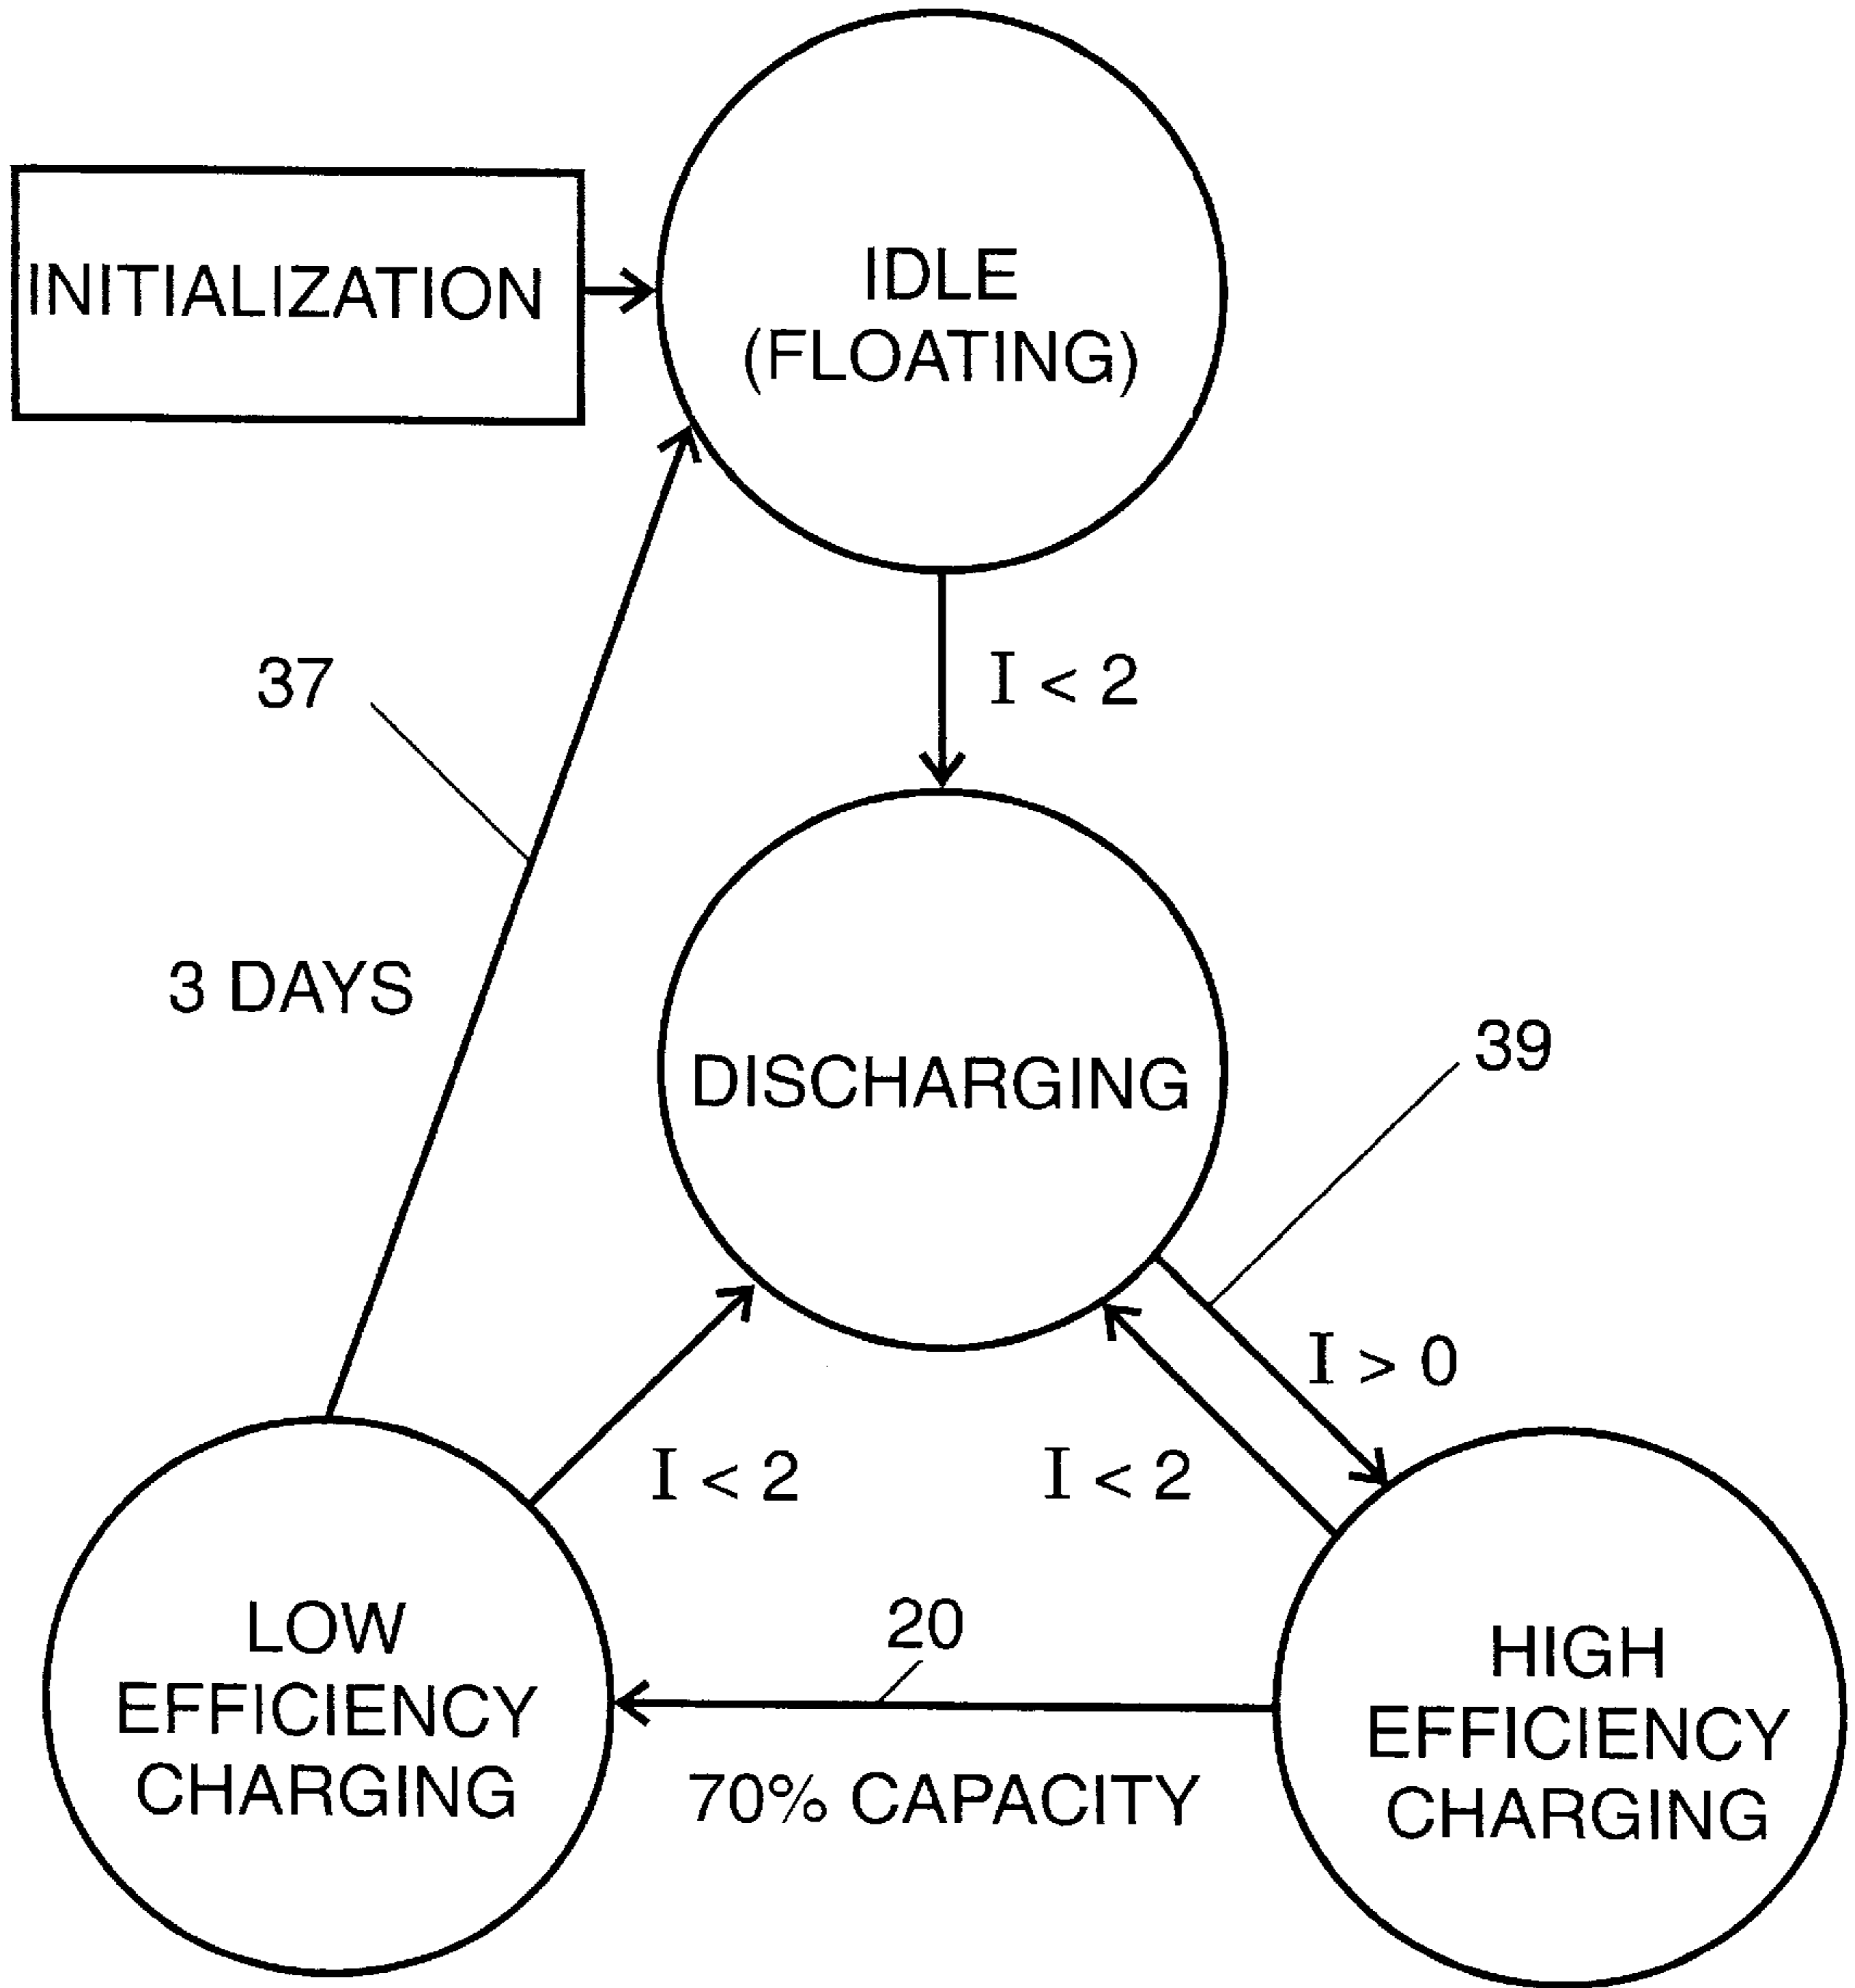 INITIALIZATION
IDLE
(FLOATING)
37
I < 2
3 DAYS
DISCHARGING
39
I > 0
I < 2
I < 2
LOW
EFFICIENCY
CHARGING
20
70% CAPACITY
HIGH
EFFICIENCY
CHARGING